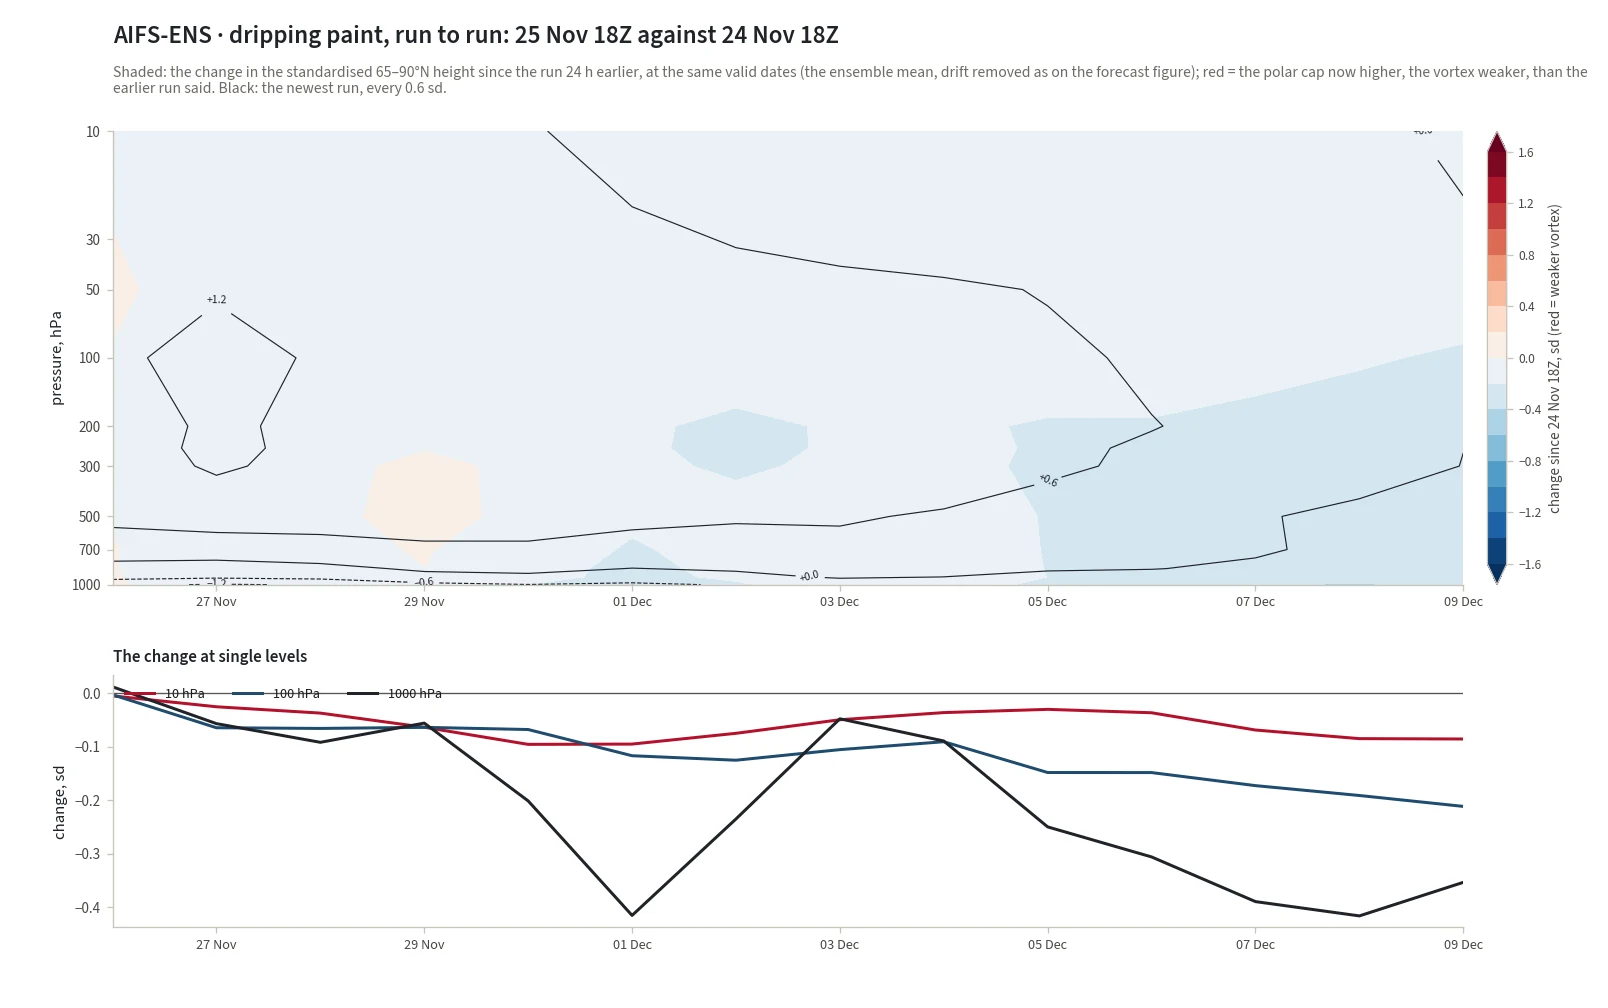 AIFS-ENS · dripping paint, run to run: 25 Nov 18Z against 24 Nov 18Z
Shaded: the change in the standardised 65–90°N height since the run 24 h earlier, at the same valid dates (the ensemble mean, drift removed as on the forecast figure); red = the polar cap now higher, the vortex weaker, than the
earlier run said. Black: the newest run, every 0.6 sd.
10
30
50
100
200
300
500
700
1000
pressure, hPa
+1.2
+0.6
+0.0
−0.6
−1.2
27 Nov
29 Nov
01 Dec
03 Dec
05 Dec
07 Dec
09 Dec
1.6
1.2
0.8
0.4
0.0
−0.4
−0.8
−1.2
−1.6
change since 24 Nov 18Z, sd (red = weaker vortex)
The change at single levels
10 hPa
100 hPa
1000 hPa
0.0
−0.1
−0.2
−0.3
−0.4
change, sd
27 Nov
29 Nov
01 Dec
03 Dec
05 Dec
07 Dec
09 Dec